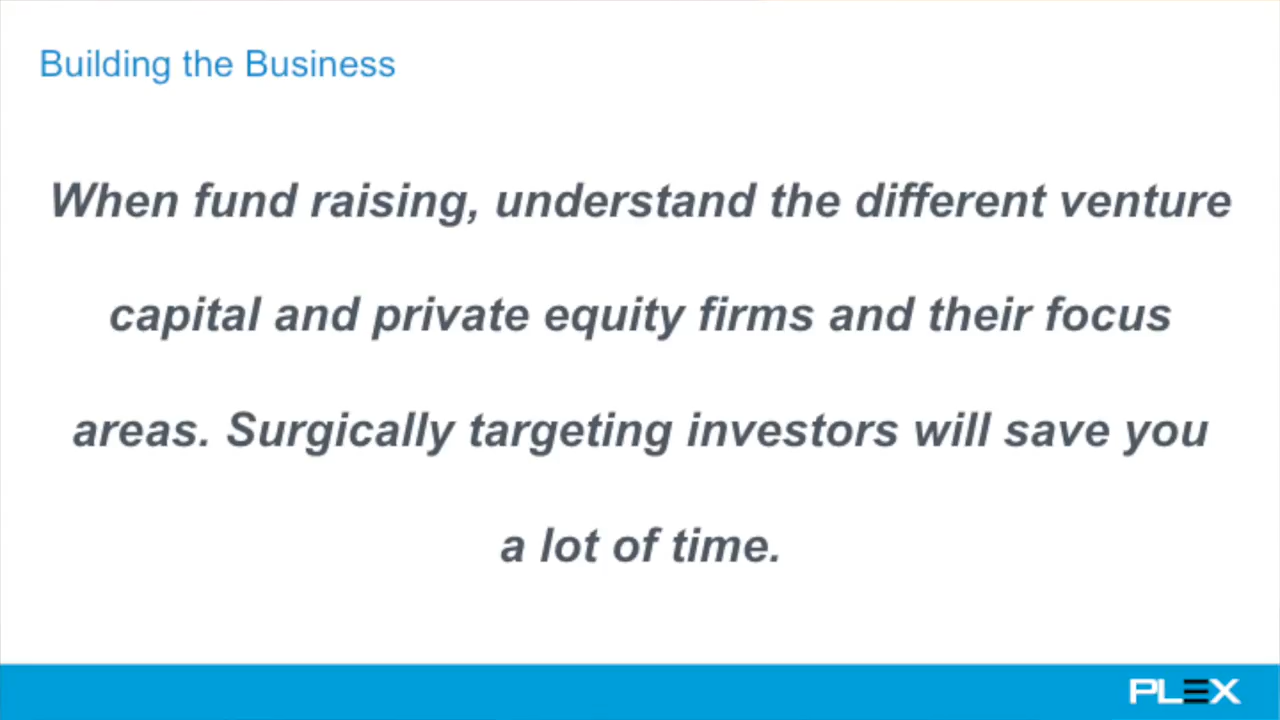 Building the Business
When fund raising, understand the different venture
capital and private equity firms and their focus
areas. Surgically targeting investors will save you
a lot of time.
PLEX